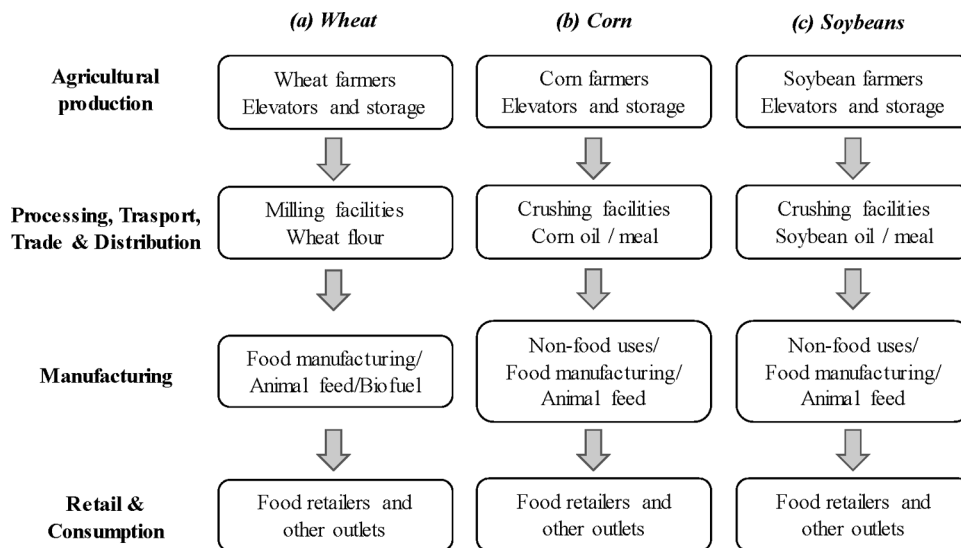 (a) Wheat
(b) Corn
(c) Soybeans
Agricultural
production
Wheat farmers
Elevators and storage
Corn farmers
Elevators and storage
Soybean farmers
Elevators and storage
Processing, Trasport,
Trade & Distribution
Milling facilities
Wheat flour
Crushing facilities
Corn oil / meal
Crushing facilities
Soybean oil / meal
Manufacturing
Food manufacturing/
Animal feed/Biofuel
Non-food uses/
Food manufacturing/
Animal feed
Non-food uses/
Food manufacturing/
Animal feed
Retail &
Consumption
Food retailers and
other outlets
Food retailers and
other outlets
Food retailers and
other outlets